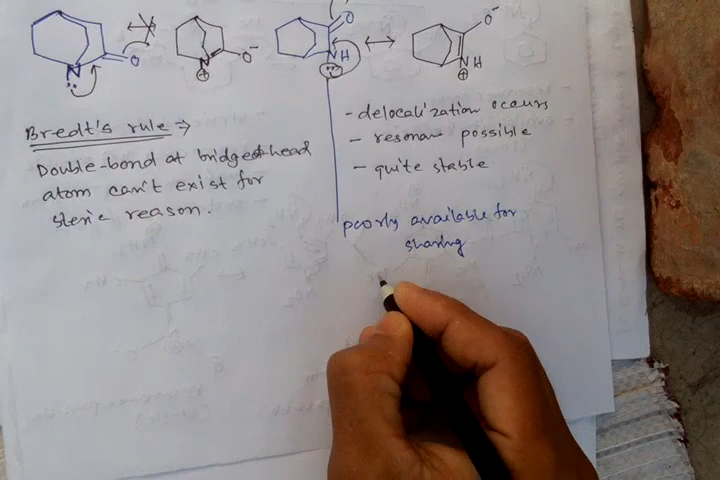 O
N
O⁻
N
⊕
O
N H
O⁻
N H
⊕
Bredt's rule →
Double-bond at bridgedhead
atom can't exist for
steric reason.
- delocalization occurs
- resonan possible
- quite stable
poorly available for
sharing